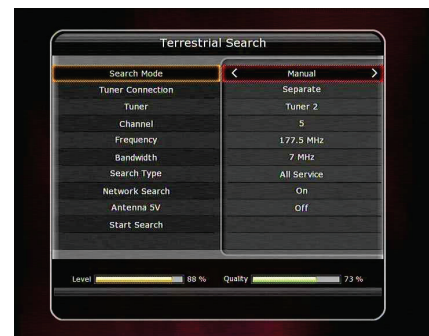 Terrestrial Search
Search Mode < Manual >
Tuner Connection Separate
Tuner Tuner 2
Channel 5
Frequency 177.5 MHz
Bandwidth 7 MHz
Search Type All Service
Network Search On
Antenna 5V Off
Start Search
Level 88 % Quality 73 %